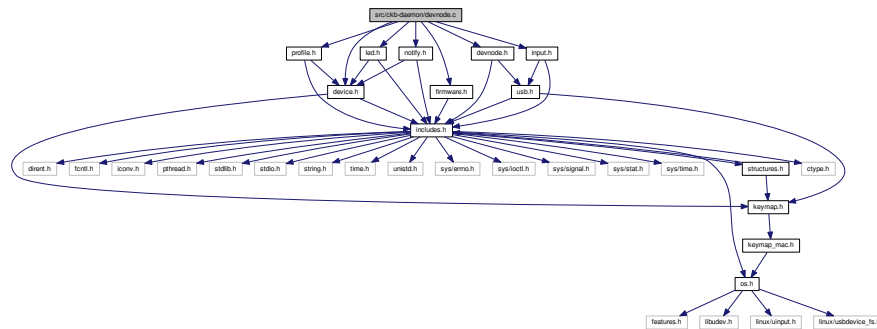 src/ckb-daemon/devnode.c
profile.h led.h notify.h devnode.h input.h
device.h firmware.h usb.h
includes.h
dirent.h fcntl.h iconv.h pthread.h stdlib.h stdio.h string.h time.h unistd.h sys/errno.h sys/ioctl.h sys/signal.h sys/stat.h sys/time.h structures.h ctype.h
keymap.h
keymap_mac.h
os.h
features.h libudev.h linux/uinput.h linux/usbdevice_fs.